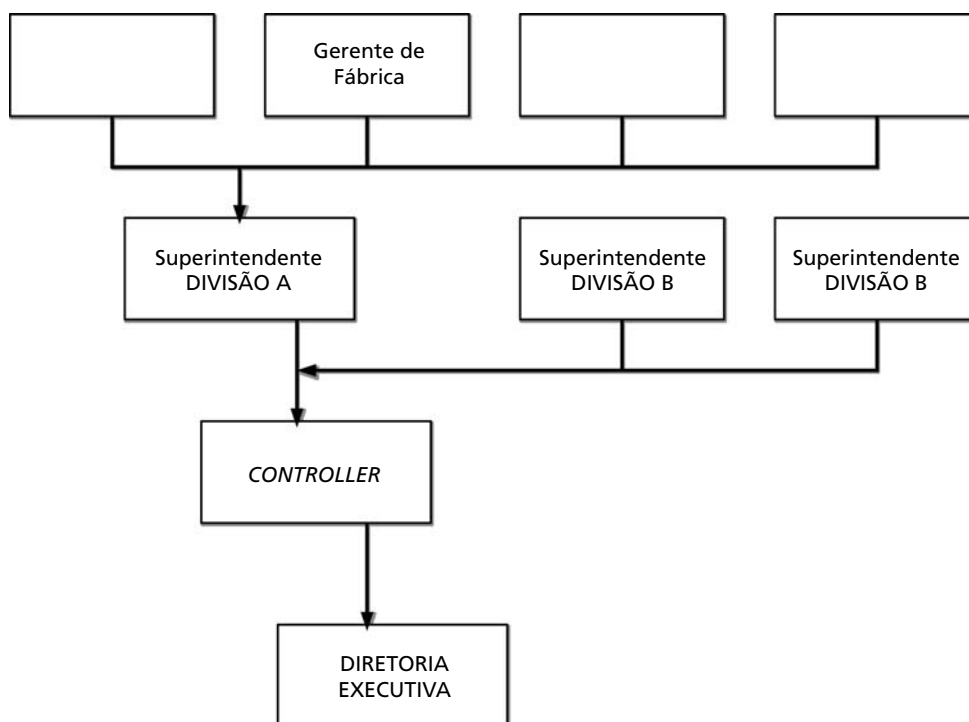 Gerente de
Fábrica
Superintendente
DIVISÃO A
Superintendente
DIVISÃO B
Superintendente
DIVISÃO B
CONTROLLER
DIRETORIA
EXECUTIVA